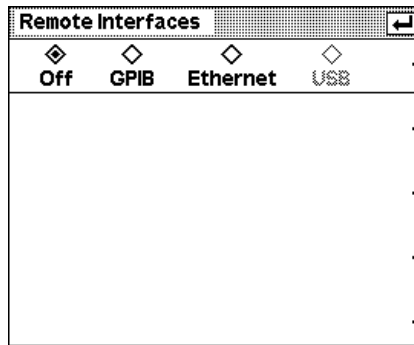 Remote Interfaces
Off GPIB Ethernet USB